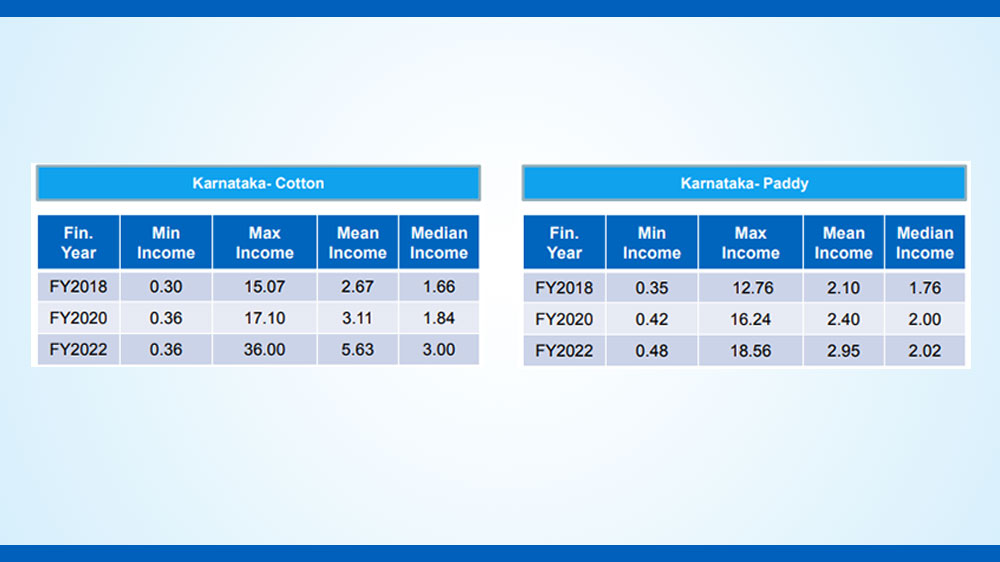 Karnataka- Cotton
Fin. Year Min Income Max Income Mean Income Median Income
FY2018 0.30 15.07 2.67 1.66
FY2020 0.36 17.10 3.11 1.84
FY2022 0.36 36.00 5.63 3.00
Karnataka- Paddy
Fin. Year Min Income Max Income Mean Income Median Income
FY2018 0.35 12.76 2.10 1.76
FY2020 0.42 16.24 2.40 2.00
FY2022 0.48 18.56 2.95 2.02